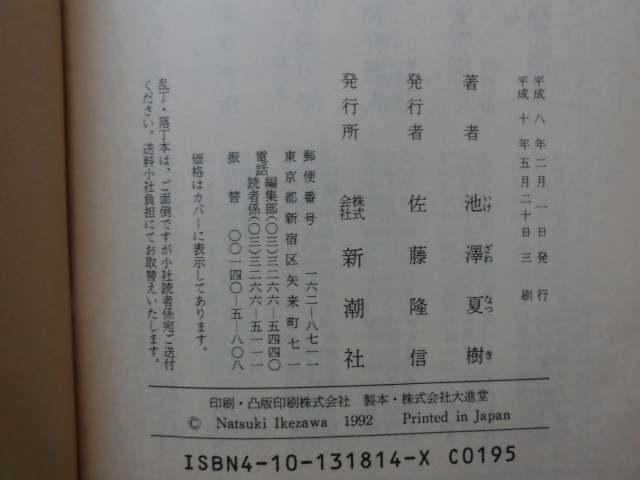 平成八年二月一日発行
平成十年五月二十日三刷
著者 池澤夏樹
いけざわなつき
発行者 佐藤隆信
発行所 株式会社新潮社
郵便番号 一六二―八七一一
東京都新宿区矢来町七一
電話 編集部(〇三)三二六六―五四四〇
読者係(〇三)三二六六―五一一一
振替 〇〇一四〇―五―八〇八
価格はカバーに表示してあります。
乱丁・落丁本は、ご面倒ですが小社読者係宛ご送付
ください。送料小社負担にてお取替えいたします。
印刷・凸版印刷株式会社 製本・株式会社大進堂
© Natsuki Ikezawa 1992 Printed in Japan
ISBN4-10-131814-X C0195